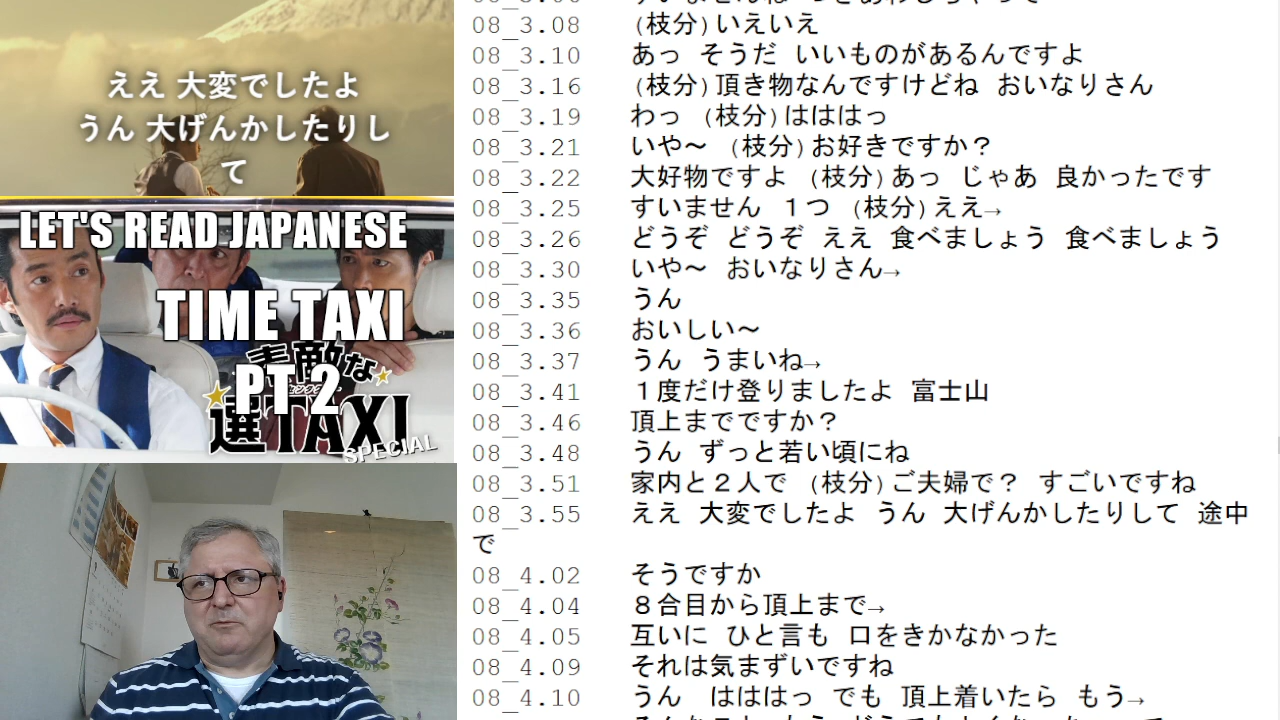 ええ 大変でしたよ
うん 大げんかしたりし
て
LET'S READ JAPANESE
TIME TAXI
PT 2
素敵な
選TAXI
SPECIAL
08_3.08 (枝分)いえいえ
08_3.10 あっ そうだ いいものがあるんですよ
08_3.16 (枝分)頂き物なんですけどね おいなりさん
08_3.19 わっ (枝分)はははっ
08_3.21 いや～ (枝分)お好きですか？
08_3.22 大好物ですよ (枝分)あっ じゃあ 良かったです
08_3.25 すいません １つ (枝分)ええ→
08_3.26 どうぞ どうぞ ええ 食べましょう 食べましょう
08_3.30 いや～ おいなりさん→
08_3.35 うん
08_3.36 おいしい～
08_3.37 うん うまいね→
08_3.41 １度だけ登りましたよ 富士山
08_3.46 頂上までですか？
08_3.48 うん ずっと若い頃にね
08_3.51 家内と２人で (枝分)ご夫婦で？ すごいですね
08_3.55 ええ 大変でしたよ うん 大げんかしたりして 途中
で
08_4.02 そうですか
08_4.04 ８合目から頂上まで→
08_4.05 互いに ひと言も 口をきかなかった
08_4.09 それは気まずいですね
08_4.10 うん はははっ でも 頂上着いたら もう→